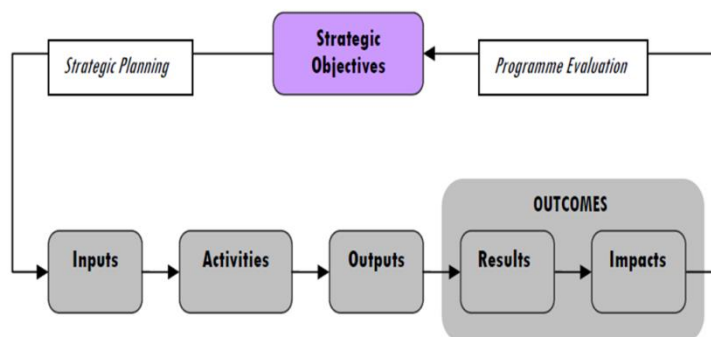 Strategic Planning
Strategic
Objectives
Programme Evaluation
OUTCOMES
Inputs
Activities
Outputs
Results
Impacts